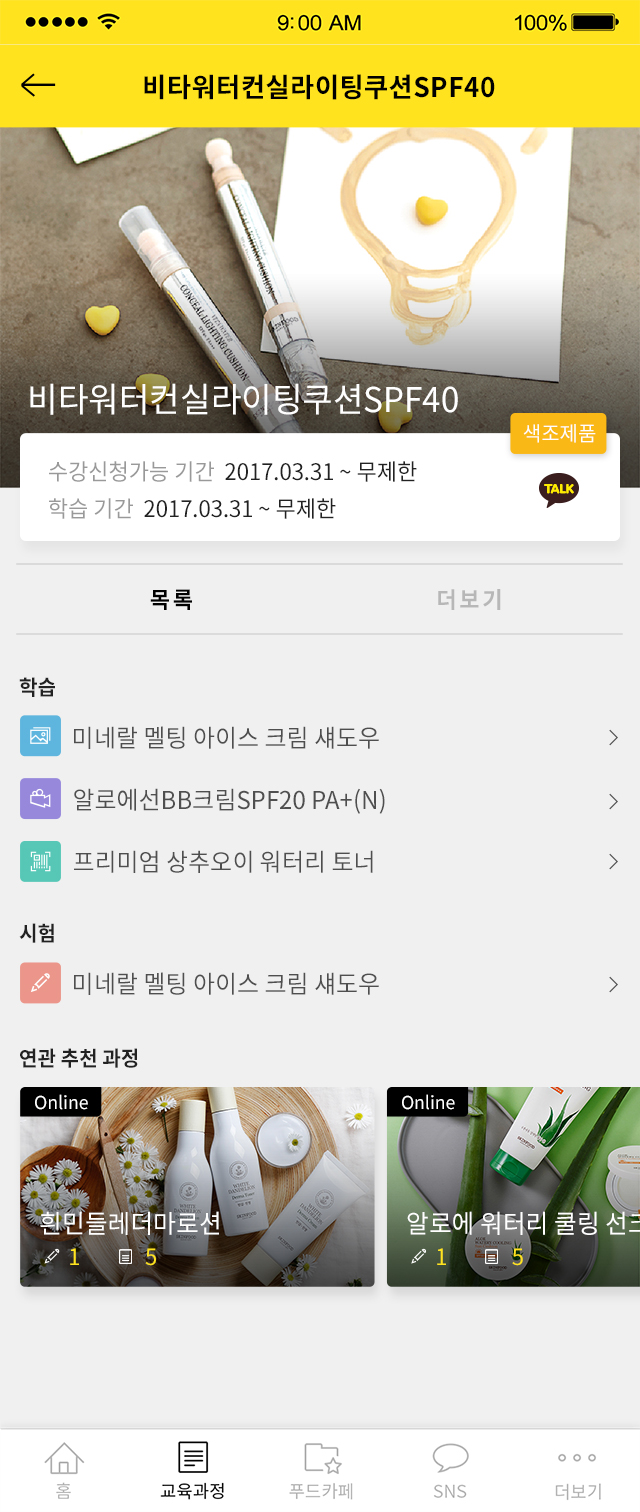 9:00 AM 100%
비타워터컨실라이팅쿠션SPF40
CONCEAL LIGHTING CUSHION
비타워터컨실라이팅쿠션SPF40
색조제품
수강신청가능 기간 2017.03.31 ~ 무제한
TALK
학습 기간 2017.03.31 ~ 무제한
목록 더보기
학습
미네랄 멜팅 아이스 크림 섀도우
알로에선BB크림SPF20 PA+(N)
프리미엄 상추오이 워터리 토너
시험
미네랄 멜팅 아이스 크림 섀도우
연관 추천 과정
Online
WHITE DANDELION
WHITE DANDELION
흰민들레더마로션
1 5
Online
알로에 워터리 쿨링 선크
1 5
홈 교육과정 푸드카페 SNS 더보기